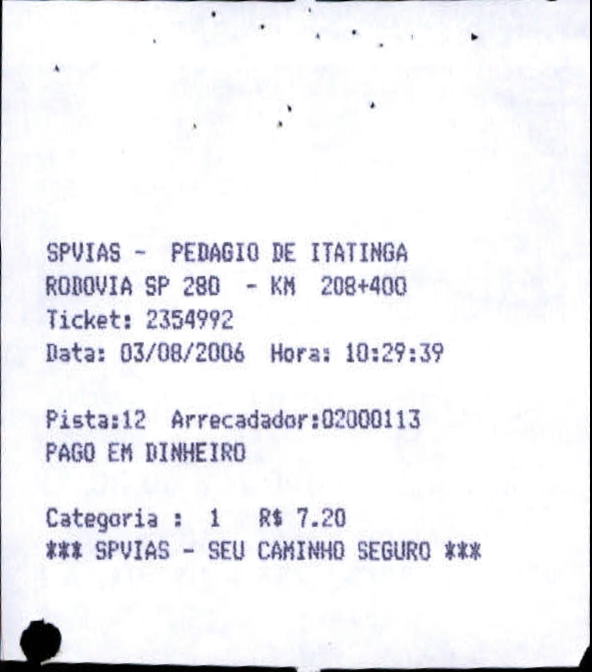 SPVIAS - PEDAGIO DE ITATINGA
RODOVIA SP 280 - KM 208+400
Ticket: 2354992
Data: 03/08/2006 Hora: 10:29:39
Pista:12 Arrecadador:02000113
PAGO EM DINHEIRO
Categoria : 1 R$ 7.20
*** SPVIAS - SEU CAMINHO SEGURO ***